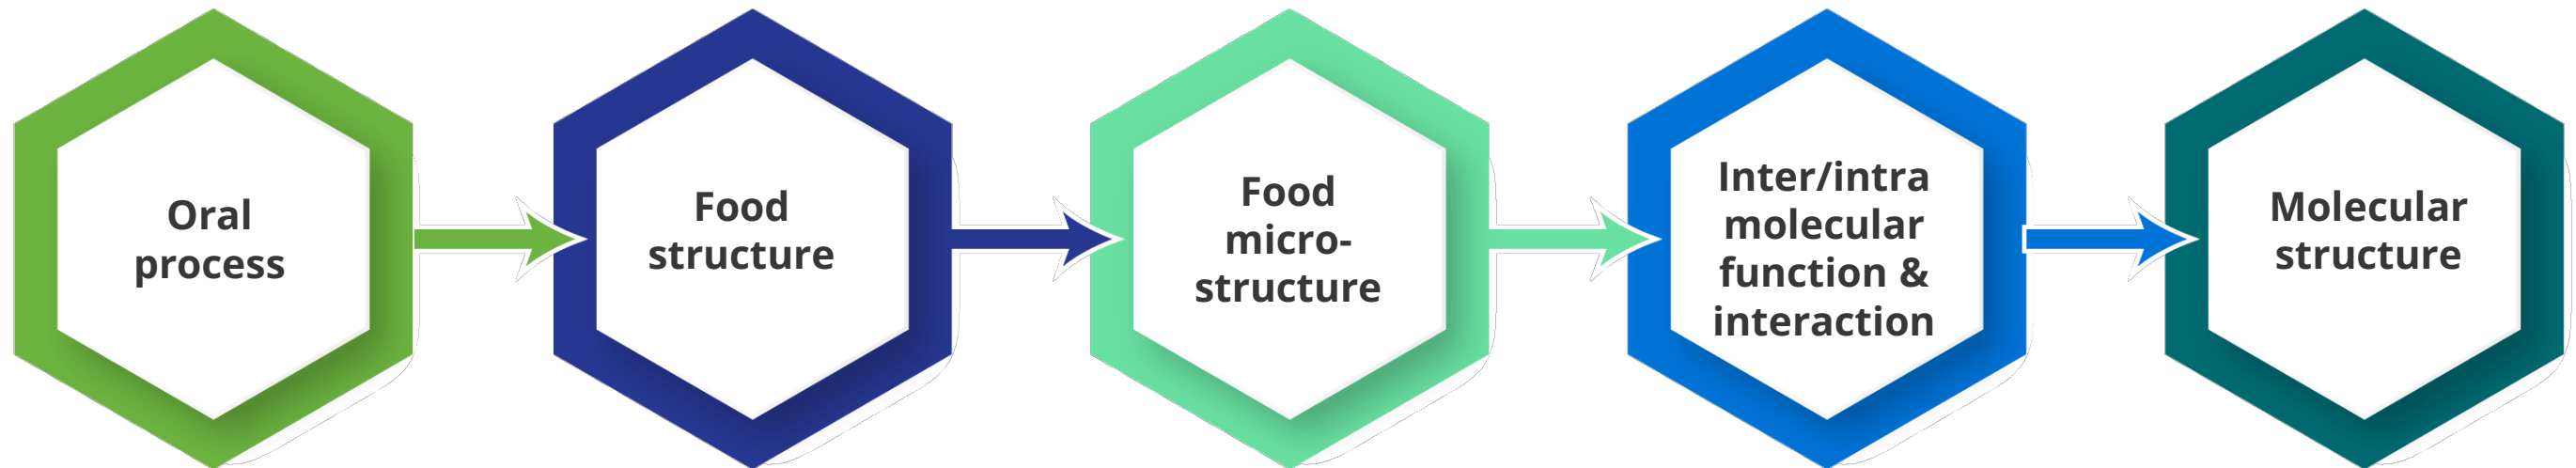 Oral
process
Food
structure
Food
micro-
structure
Inter/intra
molecular
function &
interaction
Molecular
structure